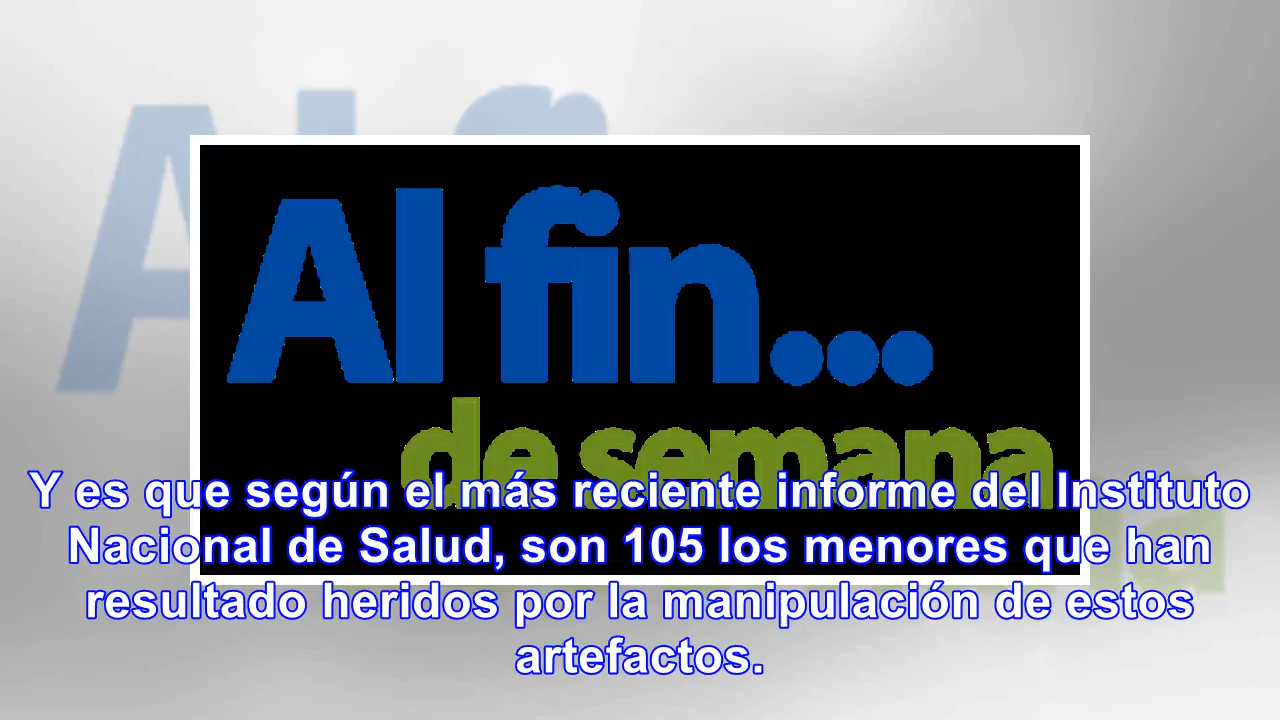 Al fin...
de semana
Y es que según el más reciente informe del Instituto
Nacional de Salud, son 105 los menores que han
resultado heridos por la manipulación de estos
artefactos.